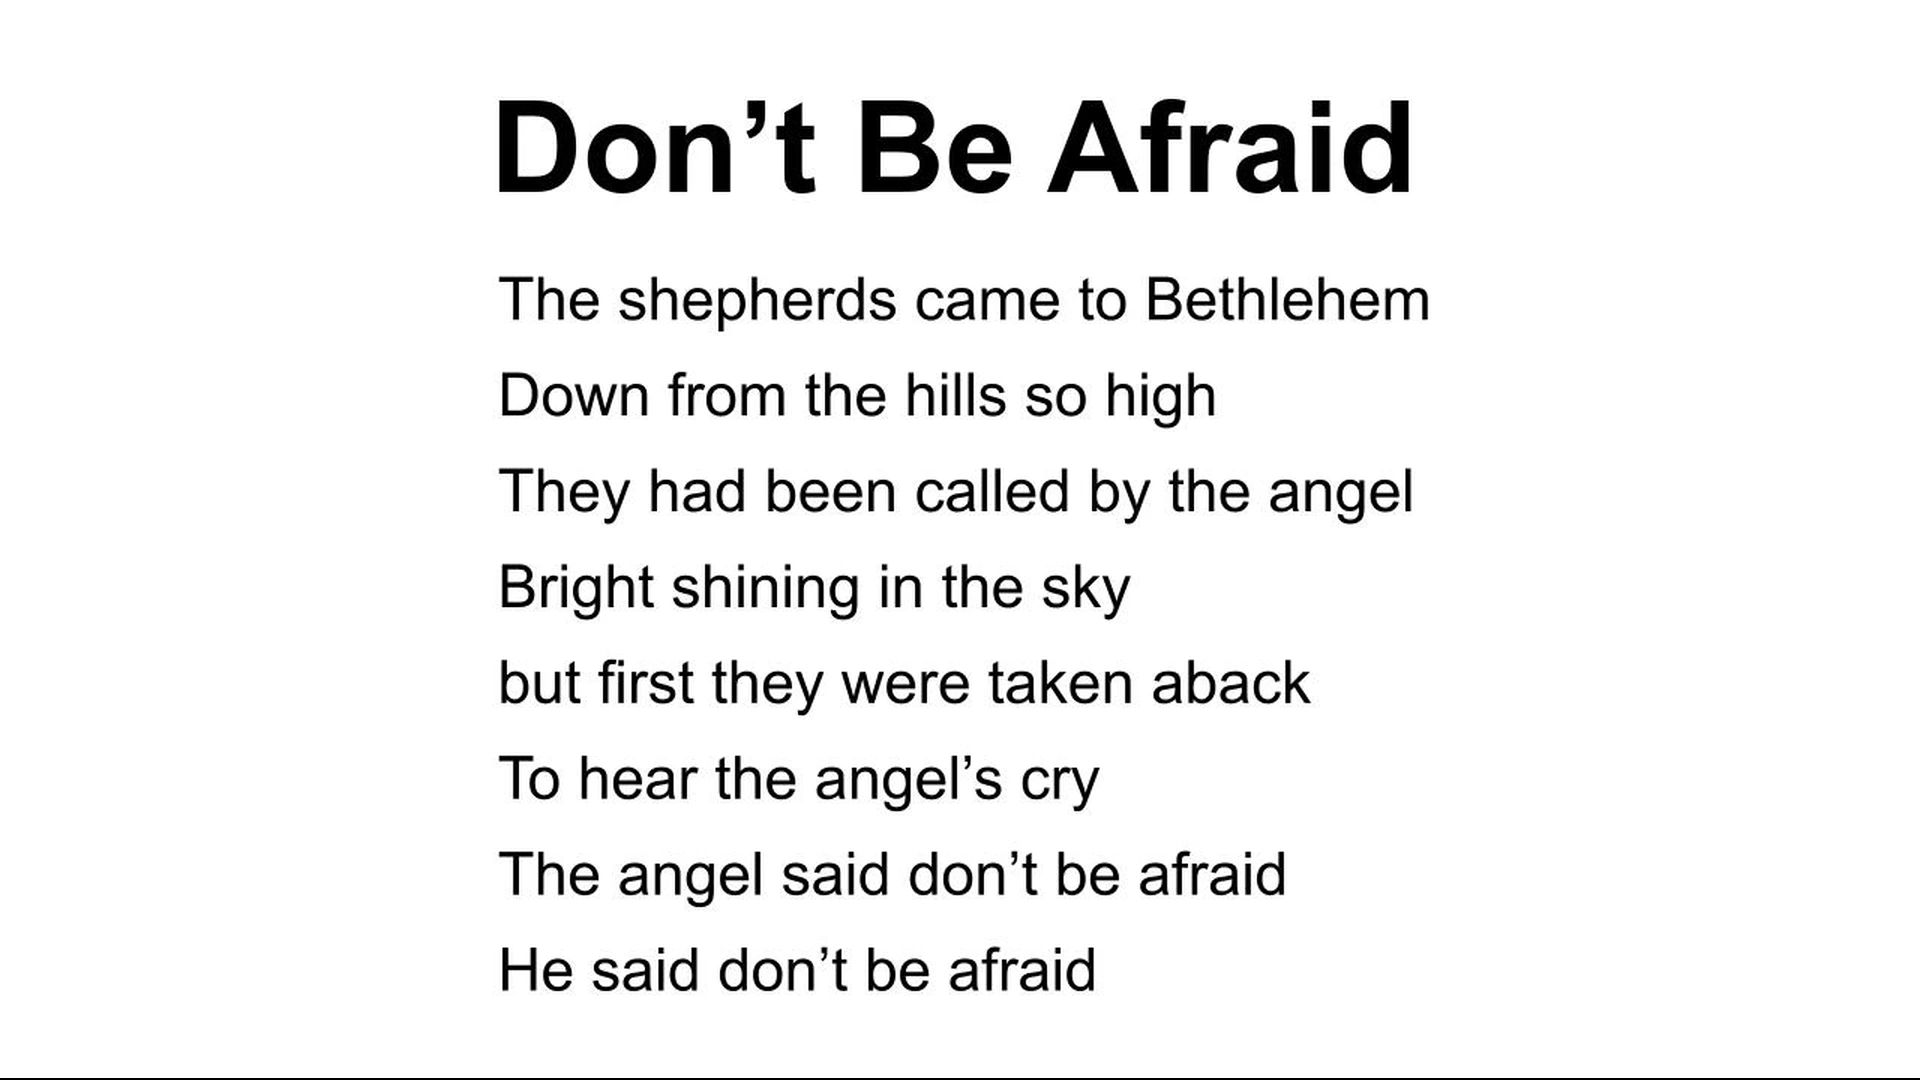 Don’t Be Afraid
The shepherds came to Bethlehem
Down from the hills so high
They had been called by the angel
Bright shining in the sky
but first they were taken aback
To hear the angel’s cry
The angel said don’t be afraid
He said don’t be afraid